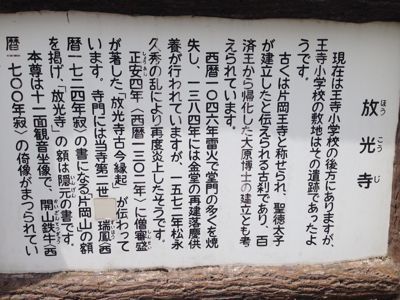 放光寺
ほうこうじ
現在は王寺小学校の後方にありますが、
王寺小学校の敷地はその遺跡であったよ
うです。
古くは片岡王寺と称せられ、聖徳太子
が建立したと伝えられる古刹であり、百
済王から帰化した大原博士の建立とも考
えられています。
西暦一〇四六年雷火で堂門の多くを焼
失し、一三八四年には金堂の再建落慶供
養が行われていますが、一五七二年松永
久秀の乱により再度炎上したそうです。
正安四年(西暦一三〇二年)に僧審盛
が著した「放光寺古今縁起」が伝わって
います。寺門には当寺第二世 瑞鳳(西
暦一七二四年寂)の書による「片岡山」の額
を掲げ、「放光寺」の額は隠元の書です。
本尊は十一面観音坐像で、開山鉄牛(西
暦一七〇〇年寂)の倚像がまつられてい